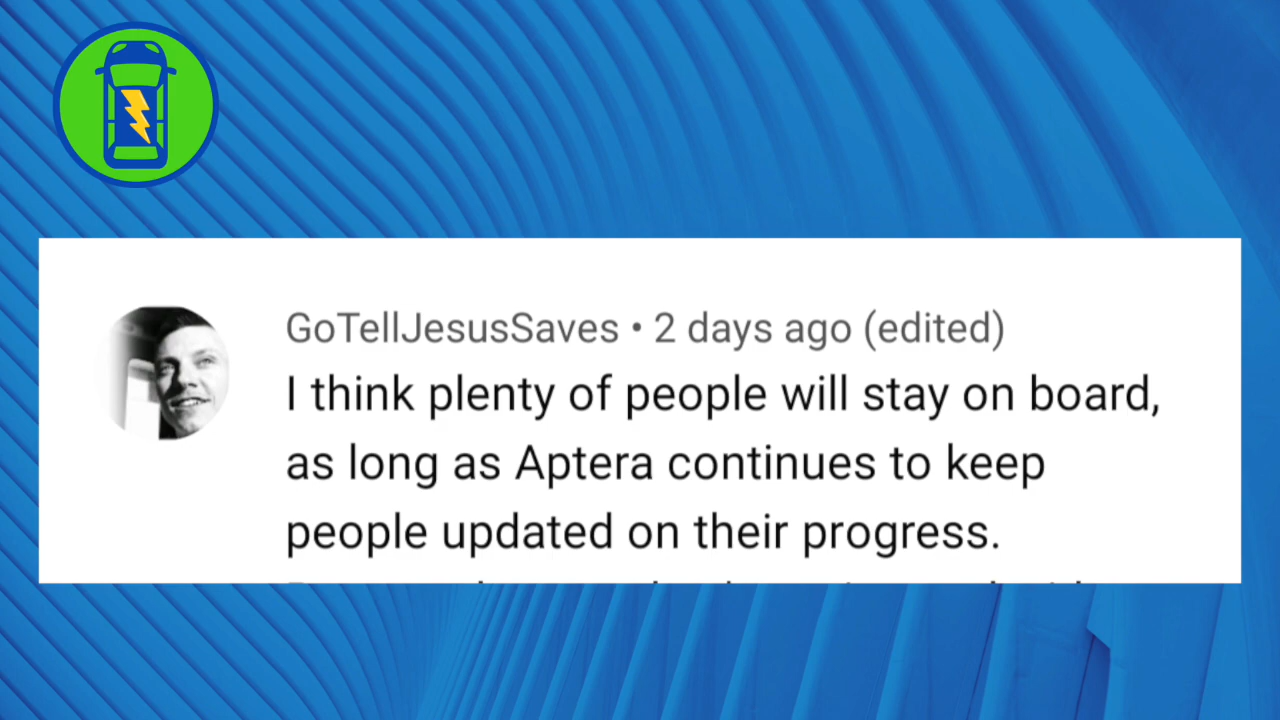 GoTellJesusSaves • 2 days ago (edited)
I think plenty of people will stay on board,
as long as Aptera continues to keep
people updated on their progress.